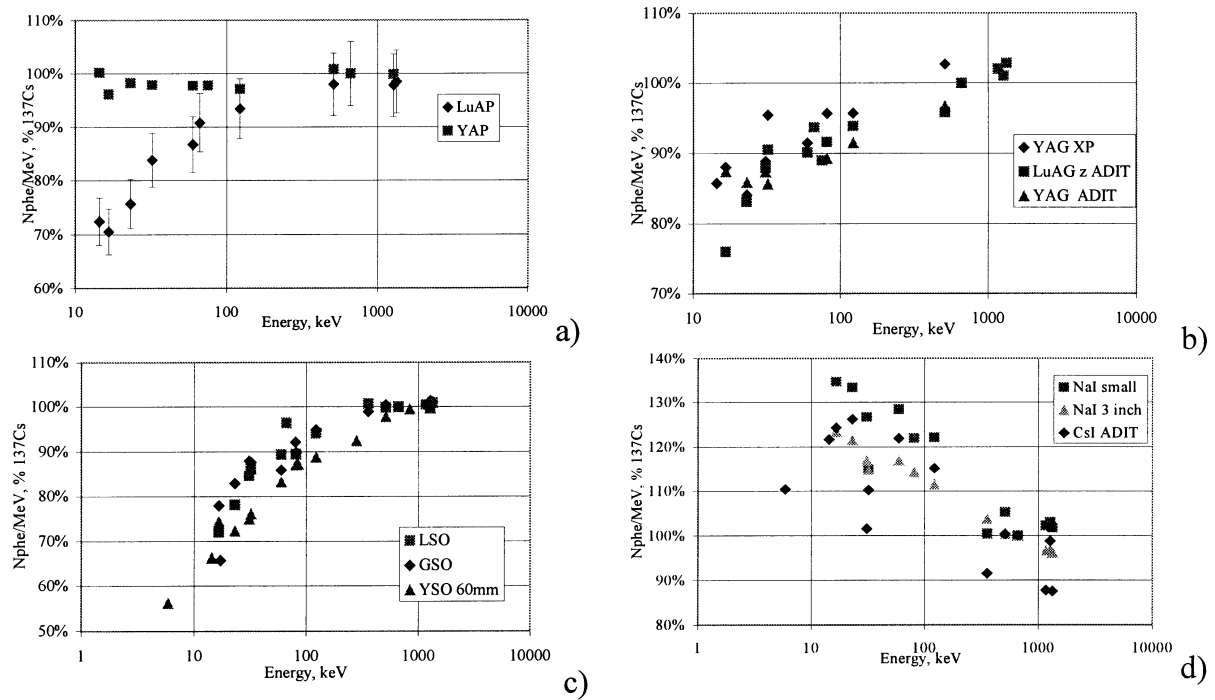 110%
100%
90%
80%
70%
60%
Nphe/MeV, % 137Cs
LuAP
YAP
10 100 1000 10000
Energy, keV
a)
110%
100%
90%
80%
70%
Nphe/MeV, % 137Cs
YAG XP
LuAG z ADIT
YAG ADIT
10 100 1000 10000
Energy, keV
b)
110%
100%
90%
80%
70%
60%
50%
Nphe/MeV, % 137Cs
LSO
GSO
YSO 60mm
1 10 100 1000 10000
Energy, keV
c)
140%
130%
120%
110%
100%
90%
80%
Nphe/MeV, % 137Cs
NaI small
NaI 3 inch
CsI ADIT
1 10 100 1000 10000
Energy, keV
d)